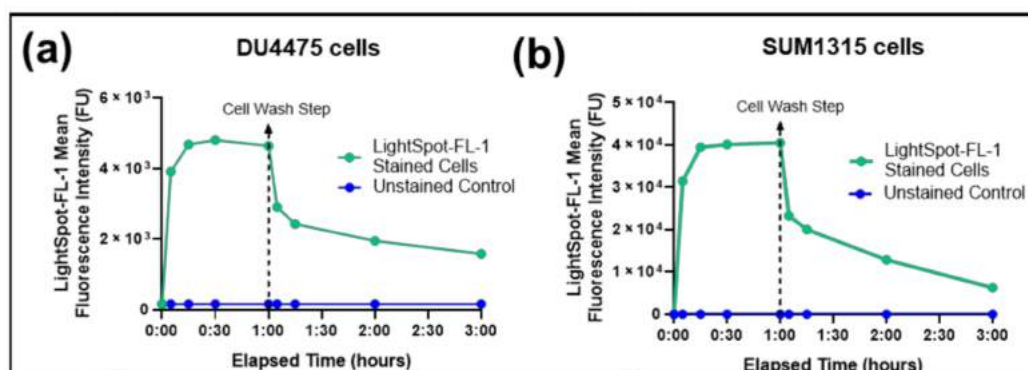 (a)
DU4475 cells
LightSpot-FL-1 Mean
Fluorescence Intensity (FU)
6 × 10³
4 × 10³
2 × 10³
0
Cell Wash Step
LightSpot-FL-1
Stained Cells
Unstained Control
0:00 0:30 1:00 1:30 2:00 2:30 3:00
Elapsed Time (hours)
(b)
SUM1315 cells
LightSpot-FL-1 Mean
Fluorescence Intensity (FU)
5 × 10⁴
4 × 10⁴
3 × 10⁴
2 × 10⁴
1 × 10⁴
0
Cell Wash Step
LightSpot-FL-1
Stained Cells
Unstained Control
0:00 0:30 1:00 1:30 2:00 2:30 3:00
Elapsed Time (hours)